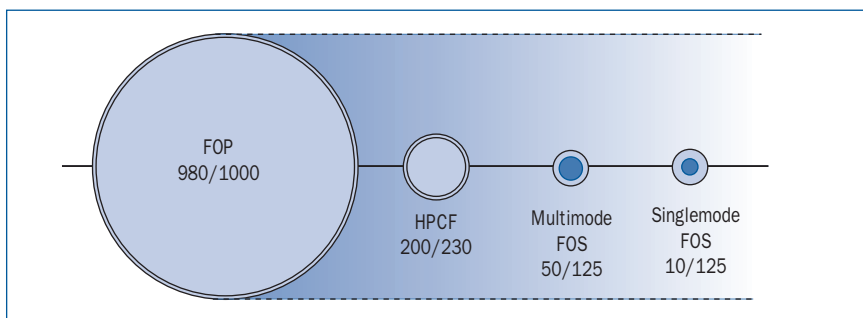 FOP
980/1000
HPCF
200/230
Multimode
FOS
50/125
Singlemode
FOS
10/125